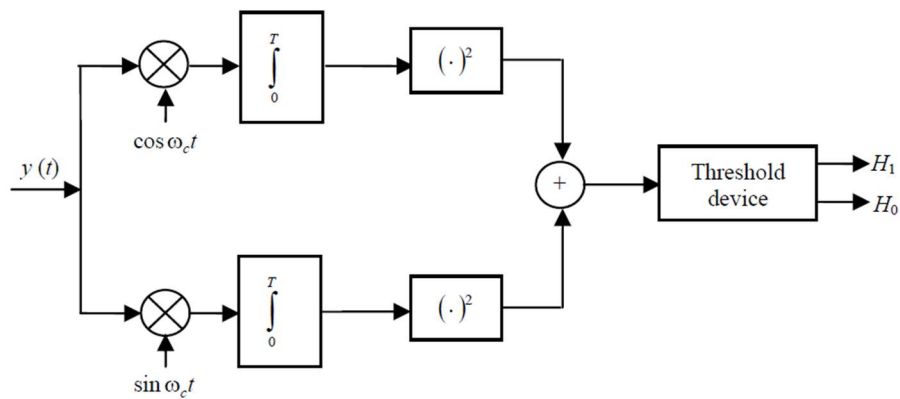 T
∫
0
(·)²
cos ω_c t
y (t)
+
Threshold
device
H₁
H₀
T
∫
0
(·)²
sin ω_c t